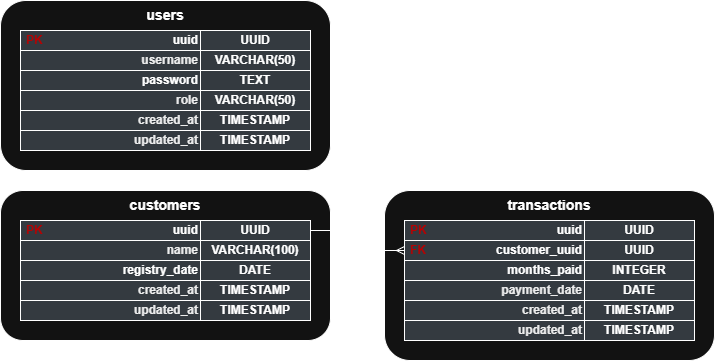 users
PK uuid UUID
username VARCHAR(50)
password TEXT
role VARCHAR(50)
created_at TIMESTAMP
updated_at TIMESTAMP
customers
PK uuid UUID
name VARCHAR(100)
registry_date DATE
created_at TIMESTAMP
updated_at TIMESTAMP
transactions
PK uuid UUID
FK customer_uuid UUID
months_paid INTEGER
payment_date DATE
created_at TIMESTAMP
updated_at TIMESTAMP